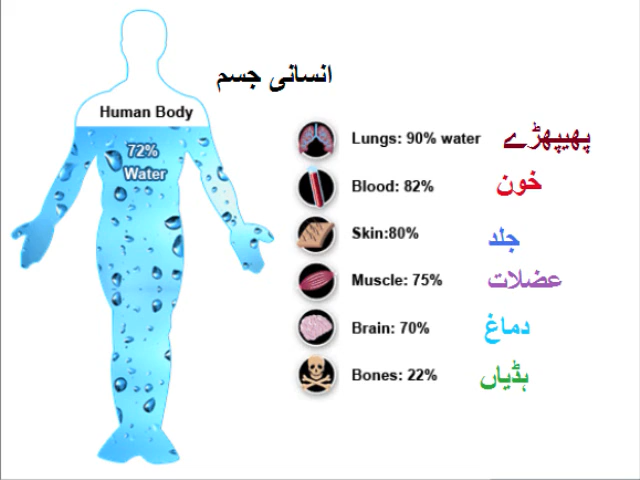 انسانی جسم
Human Body
72%
Water
Lungs: 90% water پھیپھڑے
Blood: 82% خون
Skin:80% جلد
Muscle: 75% عضلات
Brain: 70% دماغ
Bones: 22% ہڈیاں